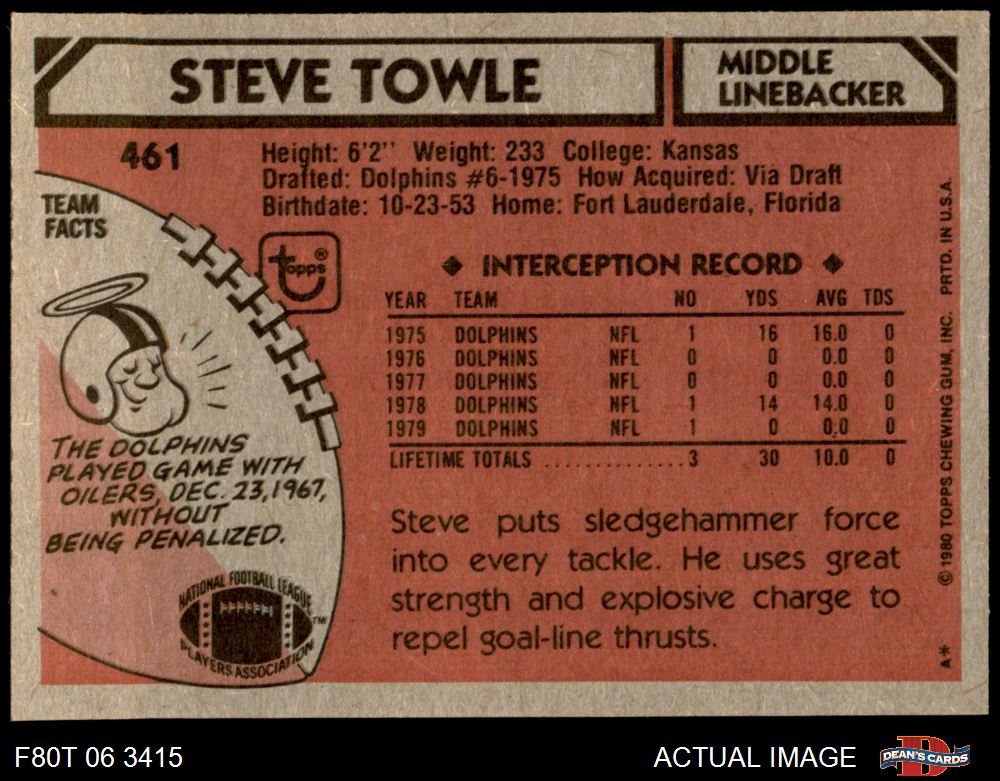 STEVE TOWLE
MIDDLE
LINEBACKER
461
Height: 6'2'' Weight: 233 College: Kansas
Drafted: Dolphins #6-1975 How Acquired: Via Draft
Birthdate: 10-23-53 Home: Fort Lauderdale, Florida
TEAM
FACTS
topps®
◆ INTERCEPTION RECORD ◆
YEAR TEAM NO YDS AVG TDS
1975 DOLPHINS NFL 1 16 16.0 0
1976 DOLPHINS NFL 0 0 0.0 0
1977 DOLPHINS NFL 0 0 0.0 0
1978 DOLPHINS NFL 1 14 14.0 0
1979 DOLPHINS NFL 1 0 0.0 0
LIFETIME TOTALS ..............3 30 10.0 0
THE DOLPHINS
PLAYED GAME WITH
OILERS, DEC. 23, 1967,
WITHOUT
BEING PENALIZED.
Steve puts sledgehammer force
into every tackle. He uses great
strength and explosive charge to
repel goal-line thrusts.
NATIONAL FOOTBALL LEAGUE
PLAYERS ASSOCIATION
TM
© 1980 TOPPS CHEWING GUM, INC. PRTD. IN U.S.A.
A*
F80T 06 3415
ACTUAL IMAGE
DEAN'S CARDS